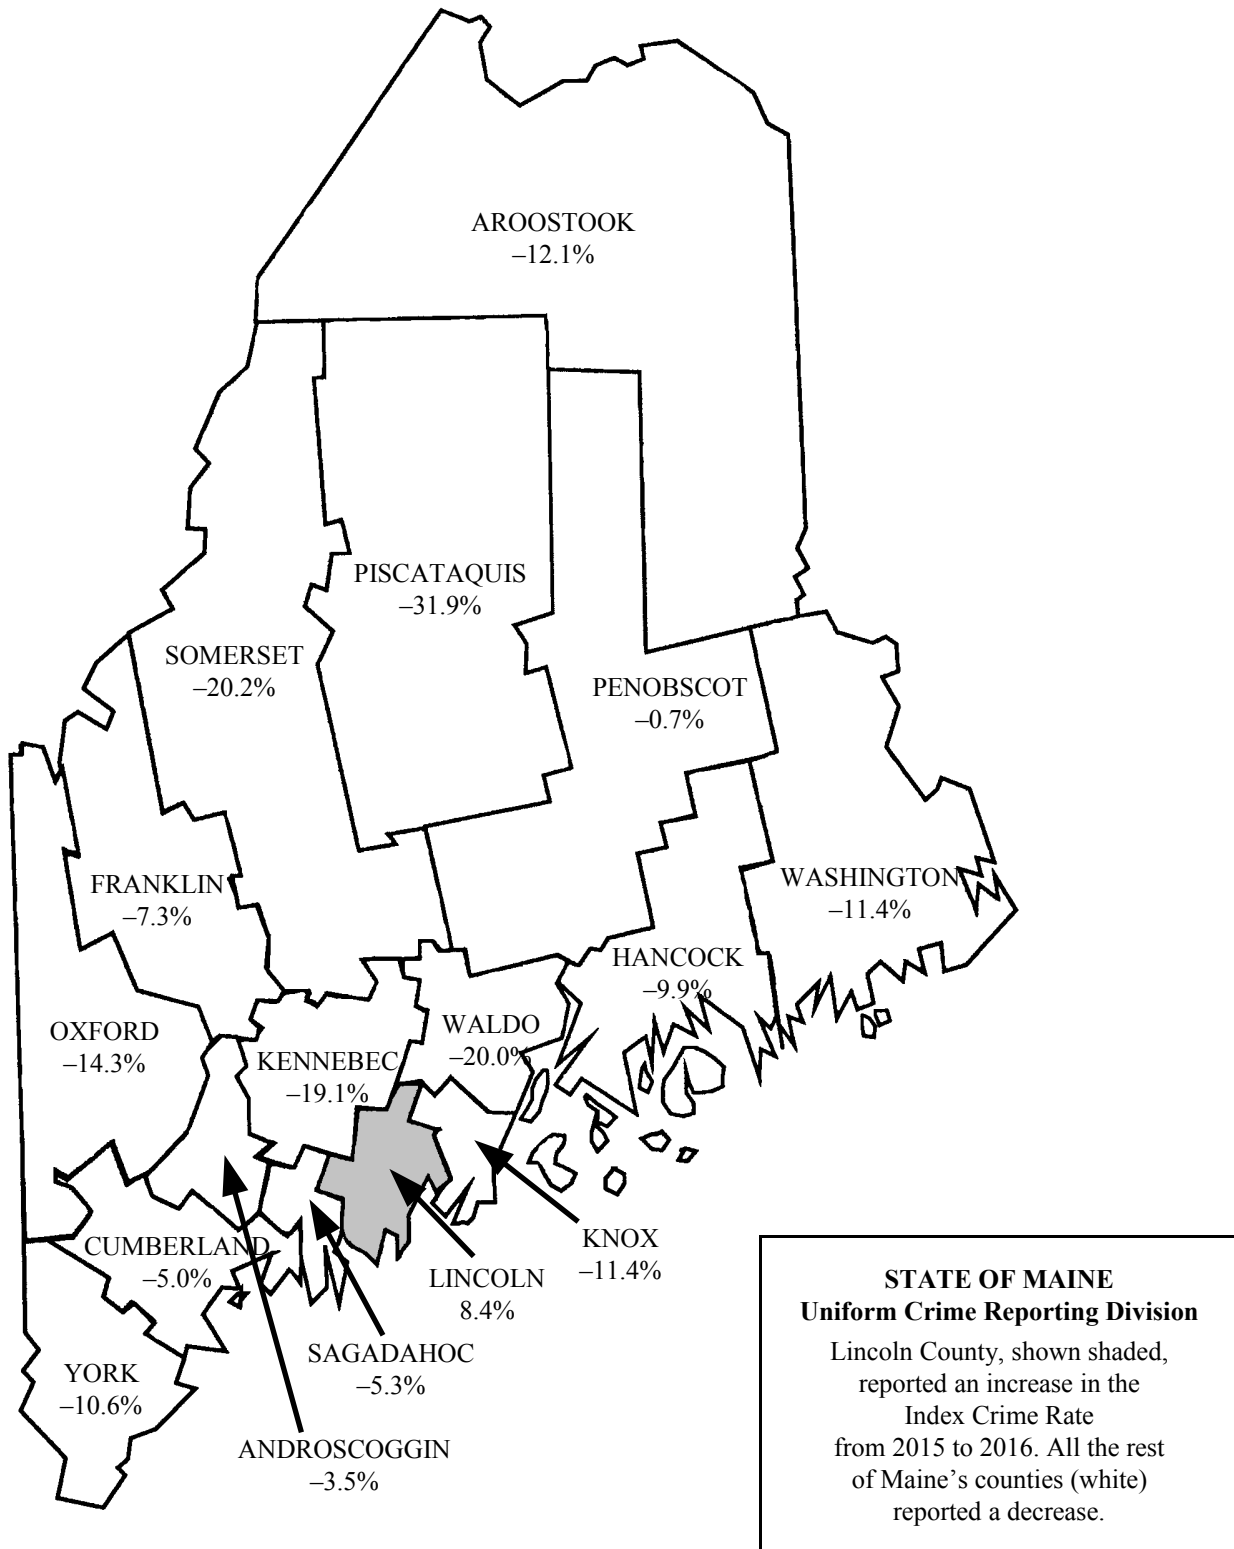 AROOSTOOK
–12.1%
PISCATAQUIS
–31.9%
SOMERSET
–20.2%
PENOBSCOT
–0.7%
FRANKLIN
–7.3%
WASHINGTON
–11.4%
HANCOCK
–9.9%
OXFORD
–14.3%
WALDO
–20.0%
KENNEBEC
–19.1%
CUMBERLAND
–5.0%
KNOX
–11.4%
LINCOLN
8.4%
SAGADAHOC
–5.3%
YORK
–10.6%
ANDROSCOGGIN
–3.5%
STATE OF MAINE
Uniform Crime Reporting Division
Lincoln County, shown shaded,
reported an increase in the
Index Crime Rate
from 2015 to 2016. All the rest
of Maine’s counties (white)
reported a decrease.